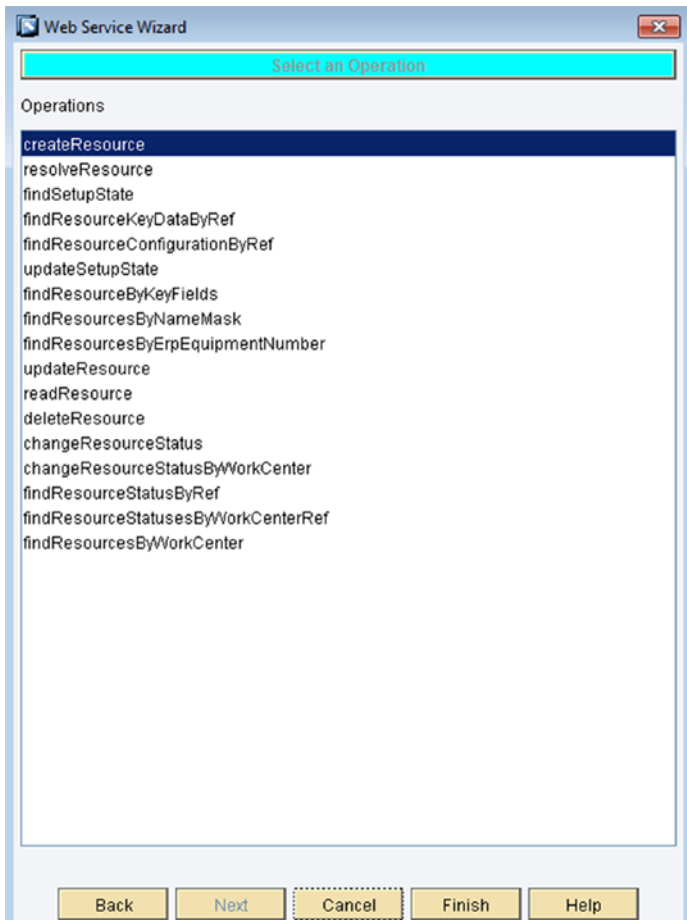 Web Service Wizard
Select an Operation
Operations
createResource
resolveResource
findSetupState
findResourceKeyDataByRef
findResourceConfigurationByRef
updateSetupState
findResourceByKeyFields
findResourcesByNameMask
findResourcesByErpEquipmentNumber
updateResource
readResource
deleteResource
changeResourceStatus
changeResourceStatusByWorkCenter
findResourceStatusByRef
findResourceStatusesByWorkCenterRef
findResourcesByWorkCenter
Back Next Cancel Finish Help